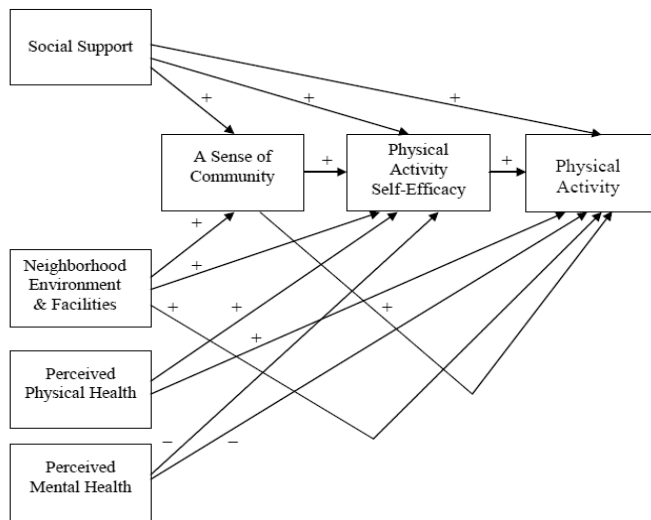 Social Support
+
+
+
A Sense of
Community
+
Physical
Activity
Self-Efficacy
+
Physical
Activity
+
+
Neighborhood
Environment
& Facilities
+
+
+
+
Perceived
Physical Health
–
–
Perceived
Mental Health